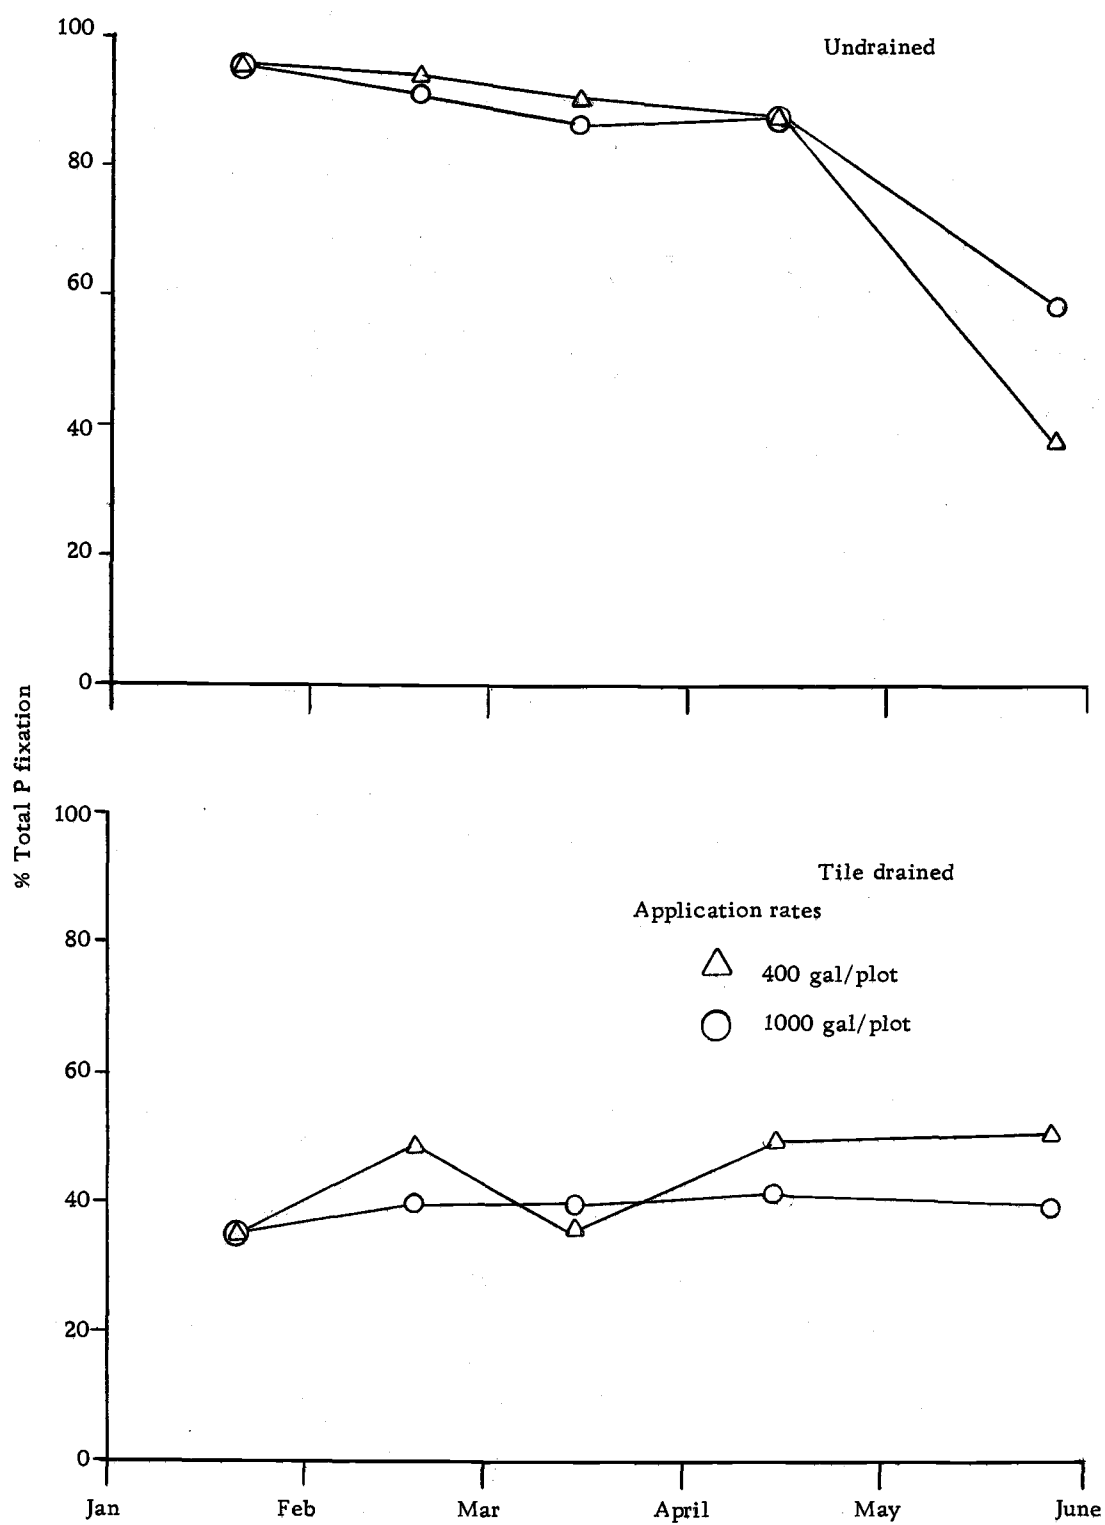 100
Undrained
80
60
40
20
0
% Total P fixation
100
Tile drained
Application rates
80
400 gal/plot
1000 gal/plot
60
40
20
0
Jan Feb Mar April May June